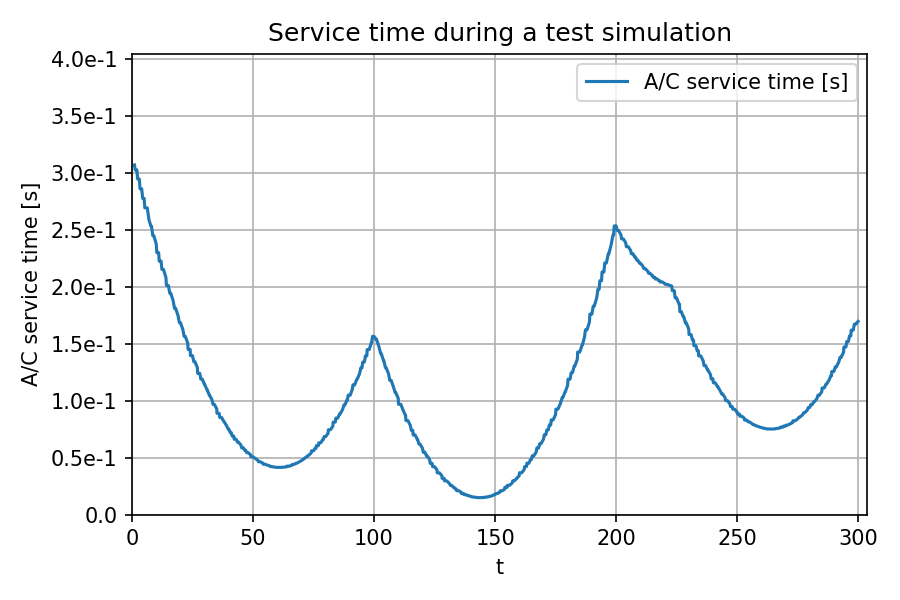 Service time during a test simulation
A/C service time [s]
A/C service time [s]
4.0e-1
3.5e-1
3.0e-1
2.5e-1
2.0e-1
1.5e-1
1.0e-1
0.5e-1
0.0
0 50 100 150 200 250 300
t